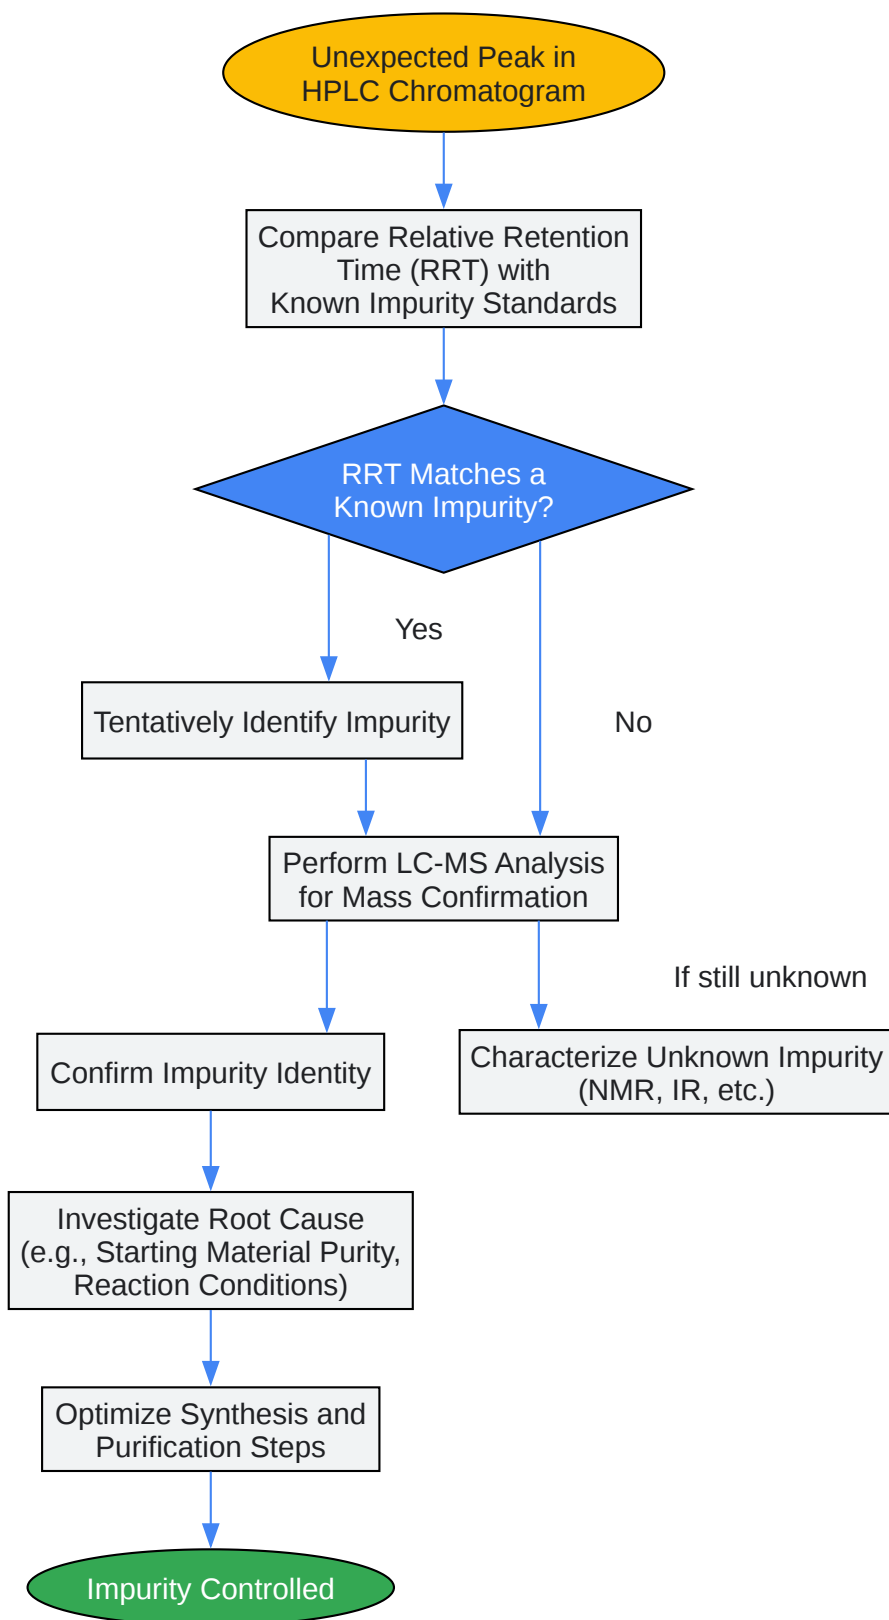 Unexpected Peak in
HPLC Chromatogram
Compare Relative Retention
Time (RRT) with
Known Impurity Standards
RRT Matches a
Known Impurity?
Yes
Tentatively Identify Impurity
No
Perform LC-MS Analysis
for Mass Confirmation
If still unknown
Confirm Impurity Identity
Characterize Unknown Impurity
(NMR, IR, etc.)
Investigate Root Cause
(e.g., Starting Material Purity,
Reaction Conditions)
Optimize Synthesis and
Purification Steps
Impurity Controlled